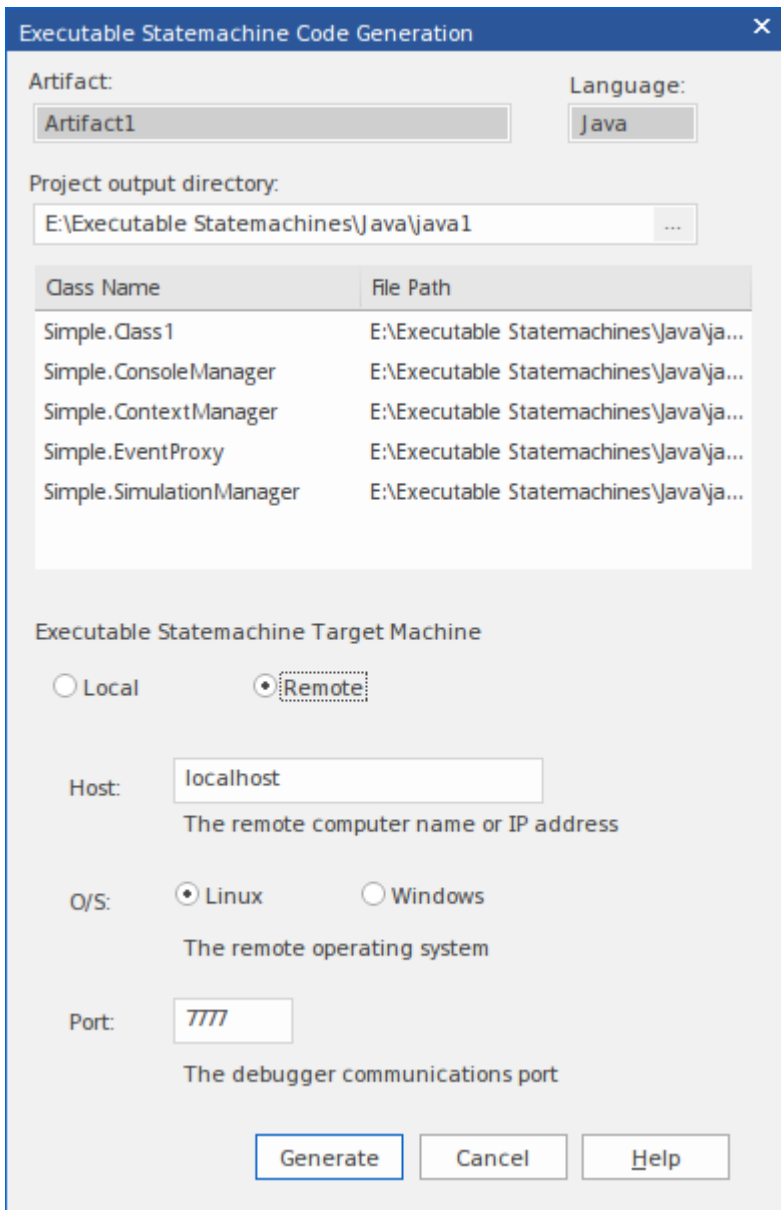 Executable Statemachine Code Generation
Artifact: Language:
Artifact1 Java
Project output directory:
E:\Executable Statemachines\Java\java1 ...
Class Name File Path
Simple.Class1 E:\Executable Statemachines\Java\ja...
Simple.ConsoleManager E:\Executable Statemachines\Java\ja...
Simple.ContextManager E:\Executable Statemachines\Java\ja...
Simple.EventProxy E:\Executable Statemachines\Java\ja...
Simple.SimulationManager E:\Executable Statemachines\Java\ja...
Executable Statemachine Target Machine
Local Remote
Host: localhost
The remote computer name or IP address
O/S: Linux Windows
The remote operating system
Port: 7777
The debugger communications port
Generate Cancel Help